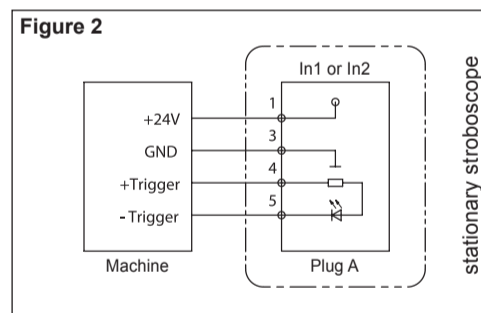 Figure 2
In1 or In2
+24V
GND
+Trigger
- Trigger
1
3
4
5
Machine
Plug A
stationary stroboscope